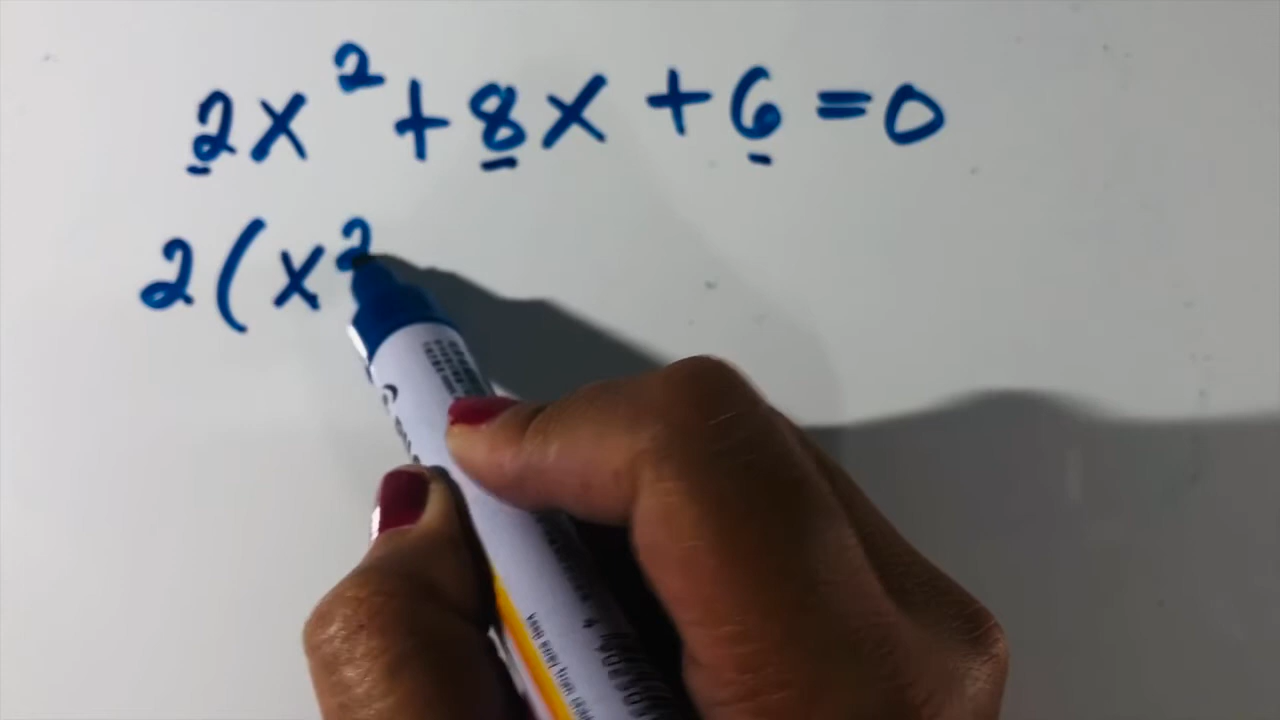 2x² + 8x + 6 = 0
2(x²